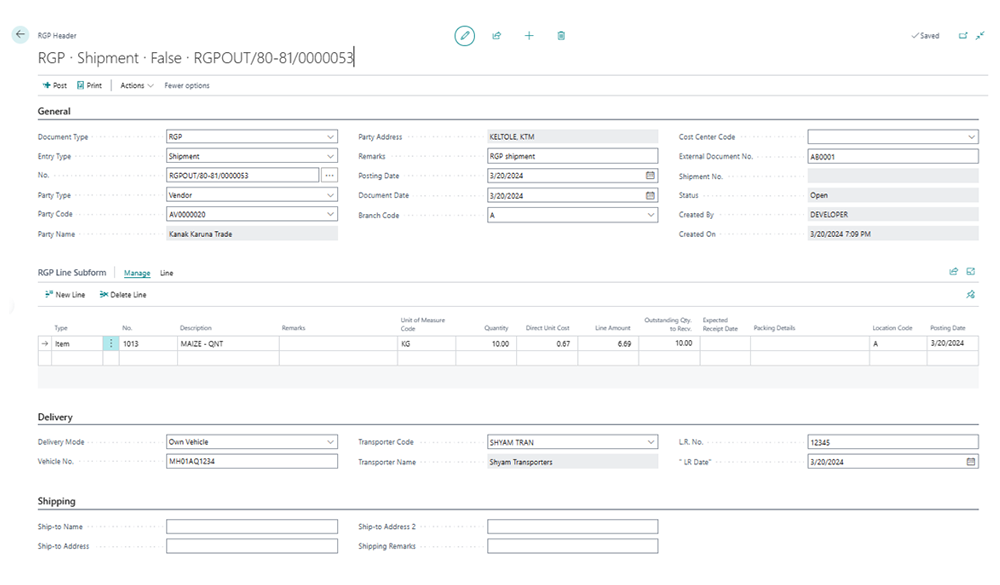 RGP Header
Saved
RGP · Shipment · False · RGPOUT/80-81/0000053
Post Print Actions Fewer options
General
Document Type RGP Party Address KELTOLE, KTM Cost Center Code
Entry Type Shipment Remarks RGP shipment External Document No. AB0001
No. RGPOUT/80-81/0000053 Posting Date 3/20/2024 Shipment No.
Party Type Vendor Document Date 3/20/2024 Status Open
Party Code AV0000020 Branch Code A Created By DEVELOPER
Party Name Kanak Karuna Trade Created On 3/20/2024 7:09 PM
RGP Line Subform Manage Line
New Line Delete Line
Type No. Description Remarks Unit of Measure Code Quantity Direct Unit Cost Line Amount Outstanding Qty. to Recv. Expected Receipt Date Packing Details Location Code Posting Date
Item 1013 MAIZE - QNT KG 10.00 0.67 6.69 10.00 A 3/20/2024
Delivery
Delivery Mode Own Vehicle Transporter Code SHYAM TRAN L.R. No. 12345
Vehicle No. MH01AQ1234 Transporter Name Shyam Transporters " LR Date" 3/20/2024
Shipping
Ship-to Name Ship-to Address 2
Ship-to Address Shipping Remarks